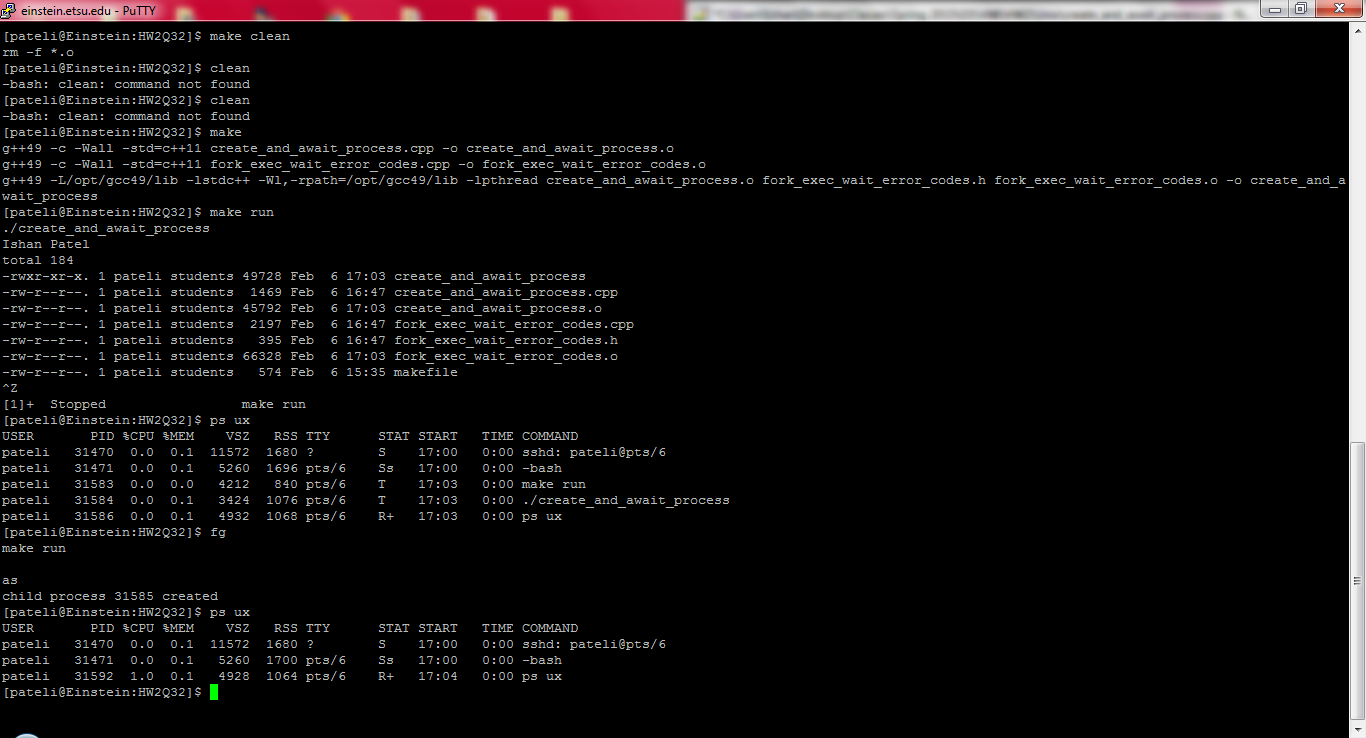 einstein.etsu.edu - PuTTY
[pateli@Einstein:HW2Q32]$ make clean
rm -f *.o
[pateli@Einstein:HW2Q32]$ clean
-bash: clean: command not found
[pateli@Einstein:HW2Q32]$ clean
-bash: clean: command not found
[pateli@Einstein:HW2Q32]$ make
g++49 -c -Wall -std=c++11 create_and_await_process.cpp -o create_and_await_process.o
g++49 -c -Wall -std=c++11 fork_exec_wait_error_codes.cpp -o fork_exec_wait_error_codes.o
g++49 -L/opt/gcc49/lib -lstdc++ -Wl,-rpath=/opt/gcc49/lib -lpthread create_and_await_process.o fork_exec_wait_error_codes.h fork_exec_wait_error_codes.o -o create_and_a
wait_process
[pateli@Einstein:HW2Q32]$ make run
./create_and_await_process
Ishan Patel
total 184
-rwxr-xr-x. 1 pateli students 49728 Feb  6 17:03 create_and_await_process
-rw-r--r--. 1 pateli students  1469 Feb  6 16:47 create_and_await_process.cpp
-rw-r--r--. 1 pateli students 45792 Feb  6 17:03 create_and_await_process.o
-rw-r--r--. 1 pateli students  2197 Feb  6 16:47 fork_exec_wait_error_codes.cpp
-rw-r--r--. 1 pateli students   395 Feb  6 16:47 fork_exec_wait_error_codes.h
-rw-r--r--. 1 pateli students 66328 Feb  6 17:03 fork_exec_wait_error_codes.o
-rw-r--r--. 1 pateli students   574 Feb  6 15:35 makefile
^Z
[1]+  Stopped                 make run
[pateli@Einstein:HW2Q32]$ ps ux
USER       PID %CPU %MEM    VSZ   RSS TTY      STAT START   TIME COMMAND
pateli   31470  0.0  0.1  11572  1680 ?        S    17:00   0:00 sshd: pateli@pts/6
pateli   31471  0.0  0.1   5260  1696 pts/6    Ss   17:00   0:00 -bash
pateli   31583  0.0  0.0   4212   840 pts/6    T    17:03   0:00 make run
pateli   31584  0.0  0.1   3424  1076 pts/6    T    17:03   0:00 ./create_and_await_process
pateli   31586  0.0  0.1   4932  1068 pts/6    R+   17:03   0:00 ps ux
[pateli@Einstein:HW2Q32]$ fg
make run
as
child process 31585 created
[pateli@Einstein:HW2Q32]$ ps ux
USER       PID %CPU %MEM    VSZ   RSS TTY      STAT START   TIME COMMAND
pateli   31470  0.0  0.1  11572  1680 ?        S    17:00   0:00 sshd: pateli@pts/6
pateli   31471  0.0  0.1   5260  1700 pts/6    Ss   17:00   0:00 -bash
pateli   31592  1.0  0.1   4928  1064 pts/6    R+   17:04   0:00 ps ux
[pateli@Einstein:HW2Q32]$